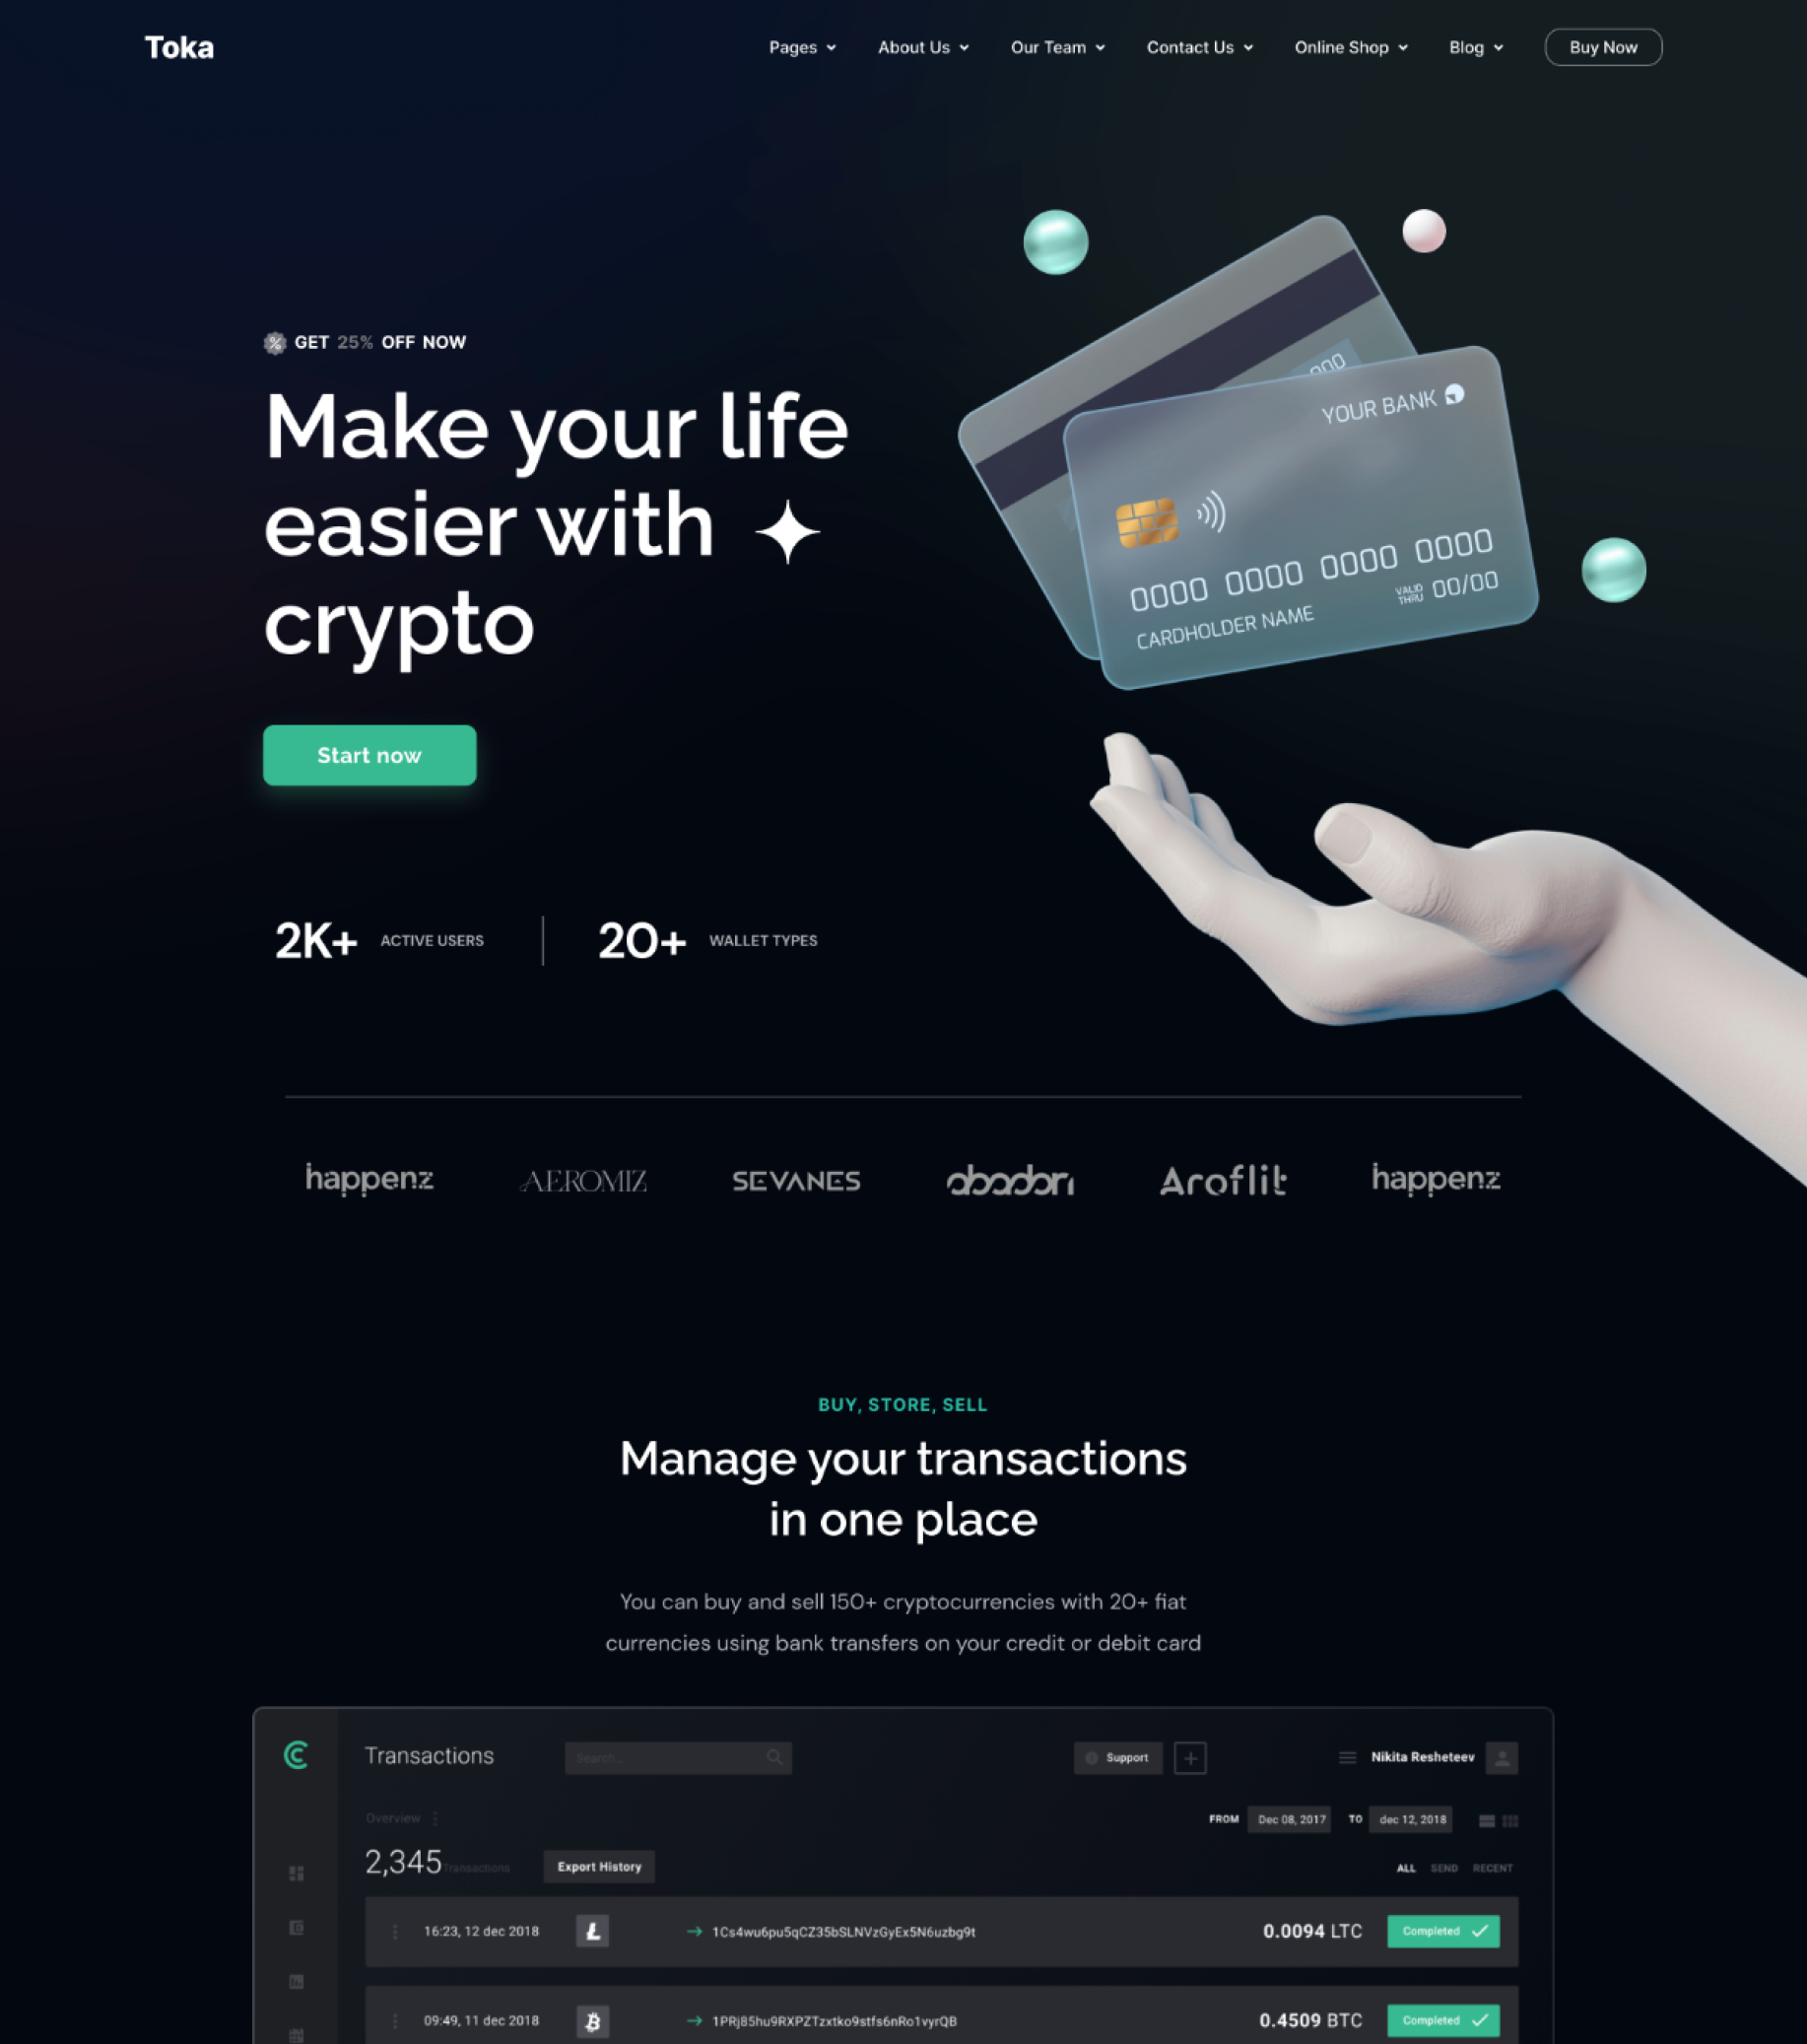 Toka
Pages
About Us
Our Team
Contact Us
Online Shop
Blog
Buy Now
000
YOUR BANK
0000 0000 0000 0000
VALID THRU 00/00
CARDHOLDER NAME
GET 25% OFF NOW
Make your life
easier with
crypto
Start now
2K+ ACTIVE USERS
20+ WALLET TYPES
happenz
AEROMIZ
SEVANES
abadon
Aroflit
happenz
BUY, STORE, SELL
Manage your transactions
in one place
You can buy and sell 150+ cryptocurrencies with 20+ fiat
currencies using bank transfers on your credit or debit card
Transactions
Search...
Support
Nikita Resheteev
Overview
FROM Dec 08, 2017 TO dec 12, 2018
2,345 Transactions
Export History
ALL SEND RECENT
16:23, 12 dec 2018 1Cs4wu6pu5qCZ35bSLNVzGyEx5N6uzbg9t 0.0094 LTC Completed
09:49, 11 dec 2018 1PRj85hu9RXPZTzxtko9stfs6nRo1vyrQB 0.4509 BTC Completed